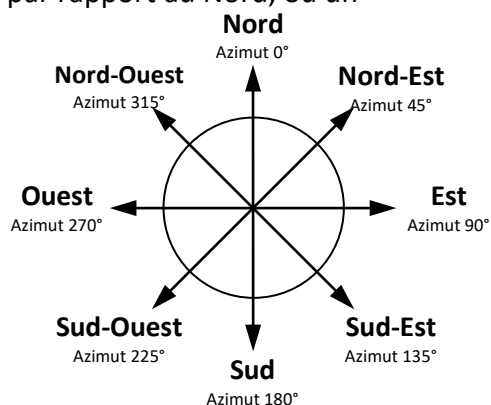 par rapport au Nord, ou un
Nord
Azimut 0°
Nord-Ouest
Azimut 315°
Nord-Est
Azimut 45°
Ouest
Azimut 270°
Est
Azimut 90°
Sud-Ouest
Azimut 225°
Sud-Est
Azimut 135°
Sud
Azimut 180°